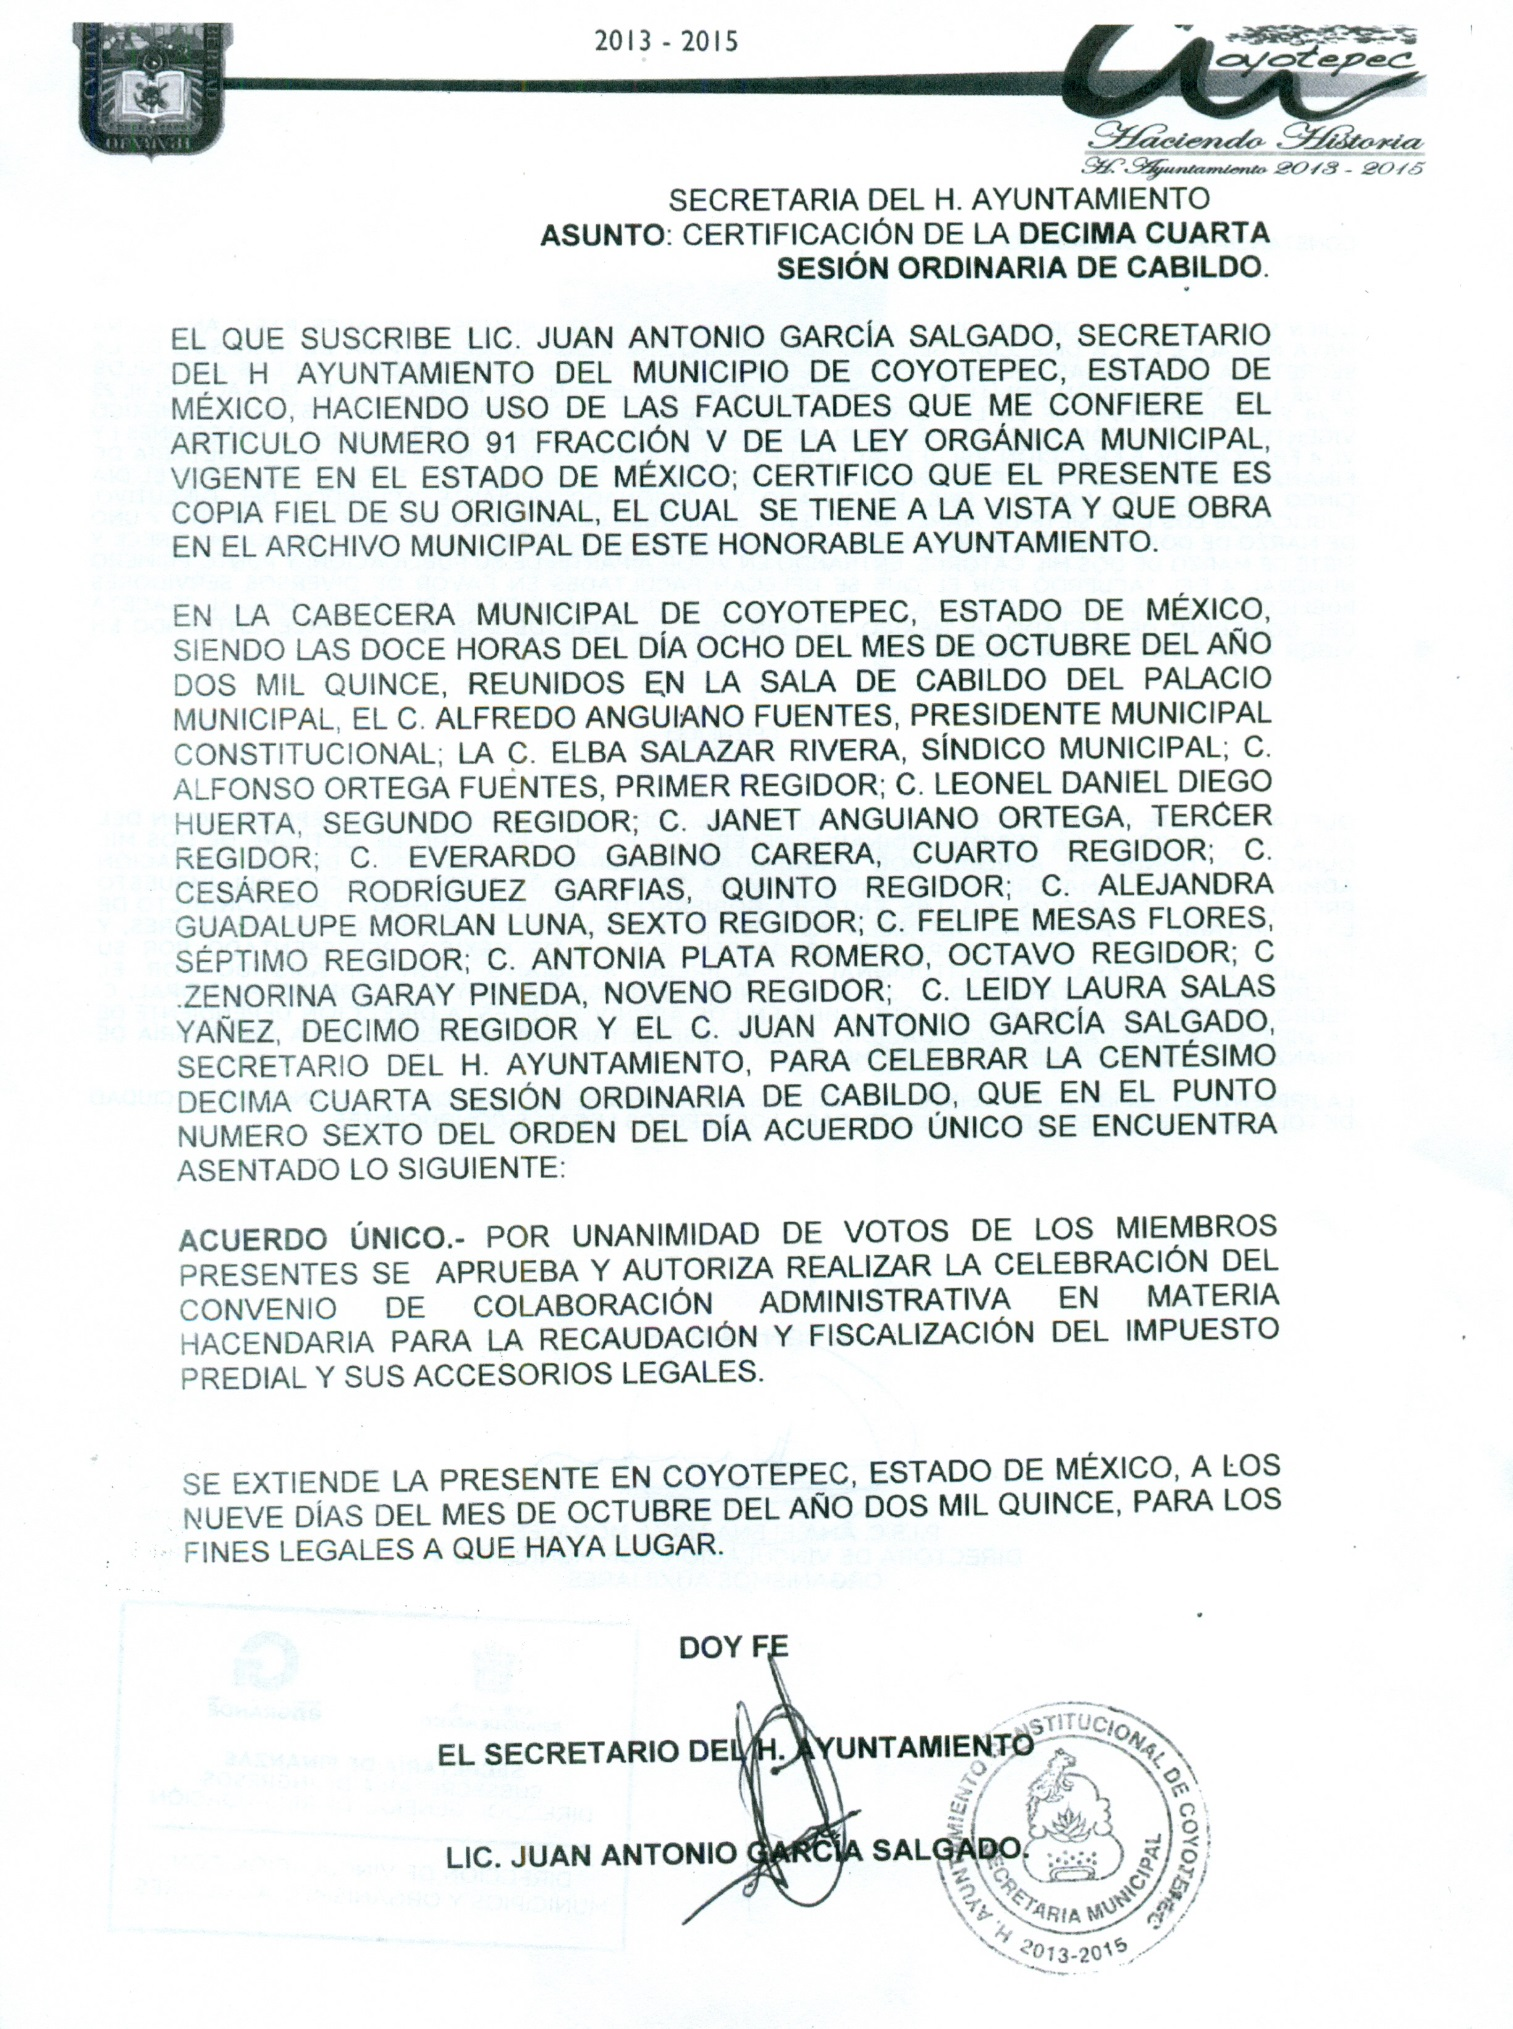 2013 - 2015
oyotepec
Haciendo Historia
H. Ayuntamiento 2013 - 2015
SECRETARIA DEL H. AYUNTAMIENTO
ASUNTO: CERTIFICACIÓN DE LA DECIMA CUARTA
SESIÓN ORDINARIA DE CABILDO.
EL QUE SUSCRIBE LIC. JUAN ANTONIO GARCÍA SALGADO, SECRETARIO
DEL H AYUNTAMIENTO DEL MUNICIPIO DE COYOTEPEC, ESTADO DE
MÉXICO, HACIENDO USO DE LAS FACULTADES QUE ME CONFIERE EL
ARTICULO NUMERO 91 FRACCIÓN V DE LA LEY ORGÁNICA MUNICIPAL,
VIGENTE EN EL ESTADO DE MÉXICO; CERTIFICO QUE EL PRESENTE ES
COPIA FIEL DE SU ORIGINAL, EL CUAL SE TIENE A LA VISTA Y QUE OBRA
EN EL ARCHIVO MUNICIPAL DE ESTE HONORABLE AYUNTAMIENTO.
EN LA CABECERA MUNICIPAL DE COYOTEPEC, ESTADO DE MÉXICO,
SIENDO LAS DOCE HORAS DEL DÍA OCHO DEL MES DE OCTUBRE DEL AÑO
DOS MIL QUINCE, REUNIDOS EN LA SALA DE CABILDO DEL PALACIO
MUNICIPAL, EL C. ALFREDO ANGUIANO FUENTES, PRESIDENTE MUNICIPAL
CONSTITUCIONAL; LA C. ELBA SALAZAR RIVERA, SÍNDICO MUNICIPAL; C.
ALFONSO ORTEGA FUENTES, PRIMER REGIDOR; C. LEONEL DANIEL DIEGO
HUERTA, SEGUNDO REGIDOR; C. JANET ANGUIANO ORTEGA, TERCER
REGIDOR; C. EVERARDO GABINO CARERA, CUARTO REGIDOR; C.
CESÁREO RODRÍGUEZ GARFIAS, QUINTO REGIDOR; C. ALEJANDRA
GUADALUPE MORLAN LUNA, SEXTO REGIDOR; C. FELIPE MESAS FLORES,
SÉPTIMO REGIDOR; C. ANTONIA PLATA ROMERO, OCTAVO REGIDOR; C
.ZENORINA GARAY PINEDA, NOVENO REGIDOR; C. LEIDY LAURA SALAS
YAÑEZ, DECIMO REGIDOR Y EL C. JUAN ANTONIO GARCÍA SALGADO,
SECRETARIO DEL H. AYUNTAMIENTO, PARA CELEBRAR LA CENTÉSIMO
DECIMA CUARTA SESIÓN ORDINARIA DE CABILDO, QUE EN EL PUNTO
NUMERO SEXTO DEL ORDEN DEL DÍA ACUERDO ÚNICO SE ENCUENTRA
ASENTADO LO SIGUIENTE:
ACUERDO ÚNICO.- POR UNANIMIDAD DE VOTOS DE LOS MIEMBROS
PRESENTES SE APRUEBA Y AUTORIZA REALIZAR LA CELEBRACIÓN DEL
CONVENIO DE COLABORACIÓN ADMINISTRATIVA EN MATERIA
HACENDARIA PARA LA RECAUDACIÓN Y FISCALIZACIÓN DEL IMPUESTO
PREDIAL Y SUS ACCESORIOS LEGALES.
SE EXTIENDE LA PRESENTE EN COYOTEPEC, ESTADO DE MÉXICO, A LOS
NUEVE DÍAS DEL MES DE OCTUBRE DEL AÑO DOS MIL QUINCE, PARA LOS
FINES LEGALES A QUE HAYA LUGAR.
DOY FE
EL SECRETARIO DEL H. AYUNTAMIENTO
LIC. JUAN ANTONIO GARCÍA SALGADO.
H. AYUNTAMIENTO CONSTITUCIONAL DE COYOTEPEC
SECRETARIA MUNICIPAL
2013-2015